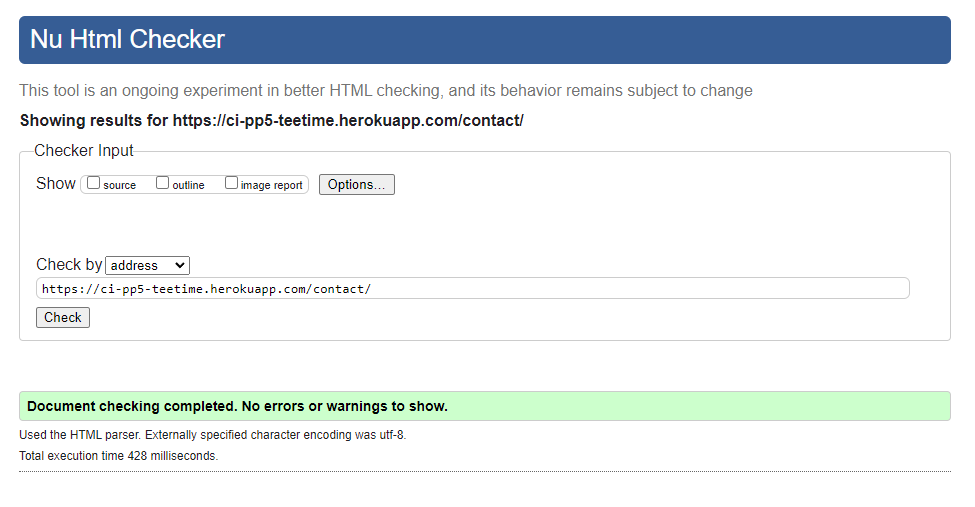 Nu Html Checker
This tool is an ongoing experiment in better HTML checking, and its behavior remains subject to change
Showing results for https://ci-pp5-teetime.herokuapp.com/contact/
Checker Input
Show source outline image report Options...
Check by address
https://ci-pp5-teetime.herokuapp.com/contact/
Check
Document checking completed. No errors or warnings to show.
Used the HTML parser. Externally specified character encoding was utf-8.
Total execution time 428 milliseconds.